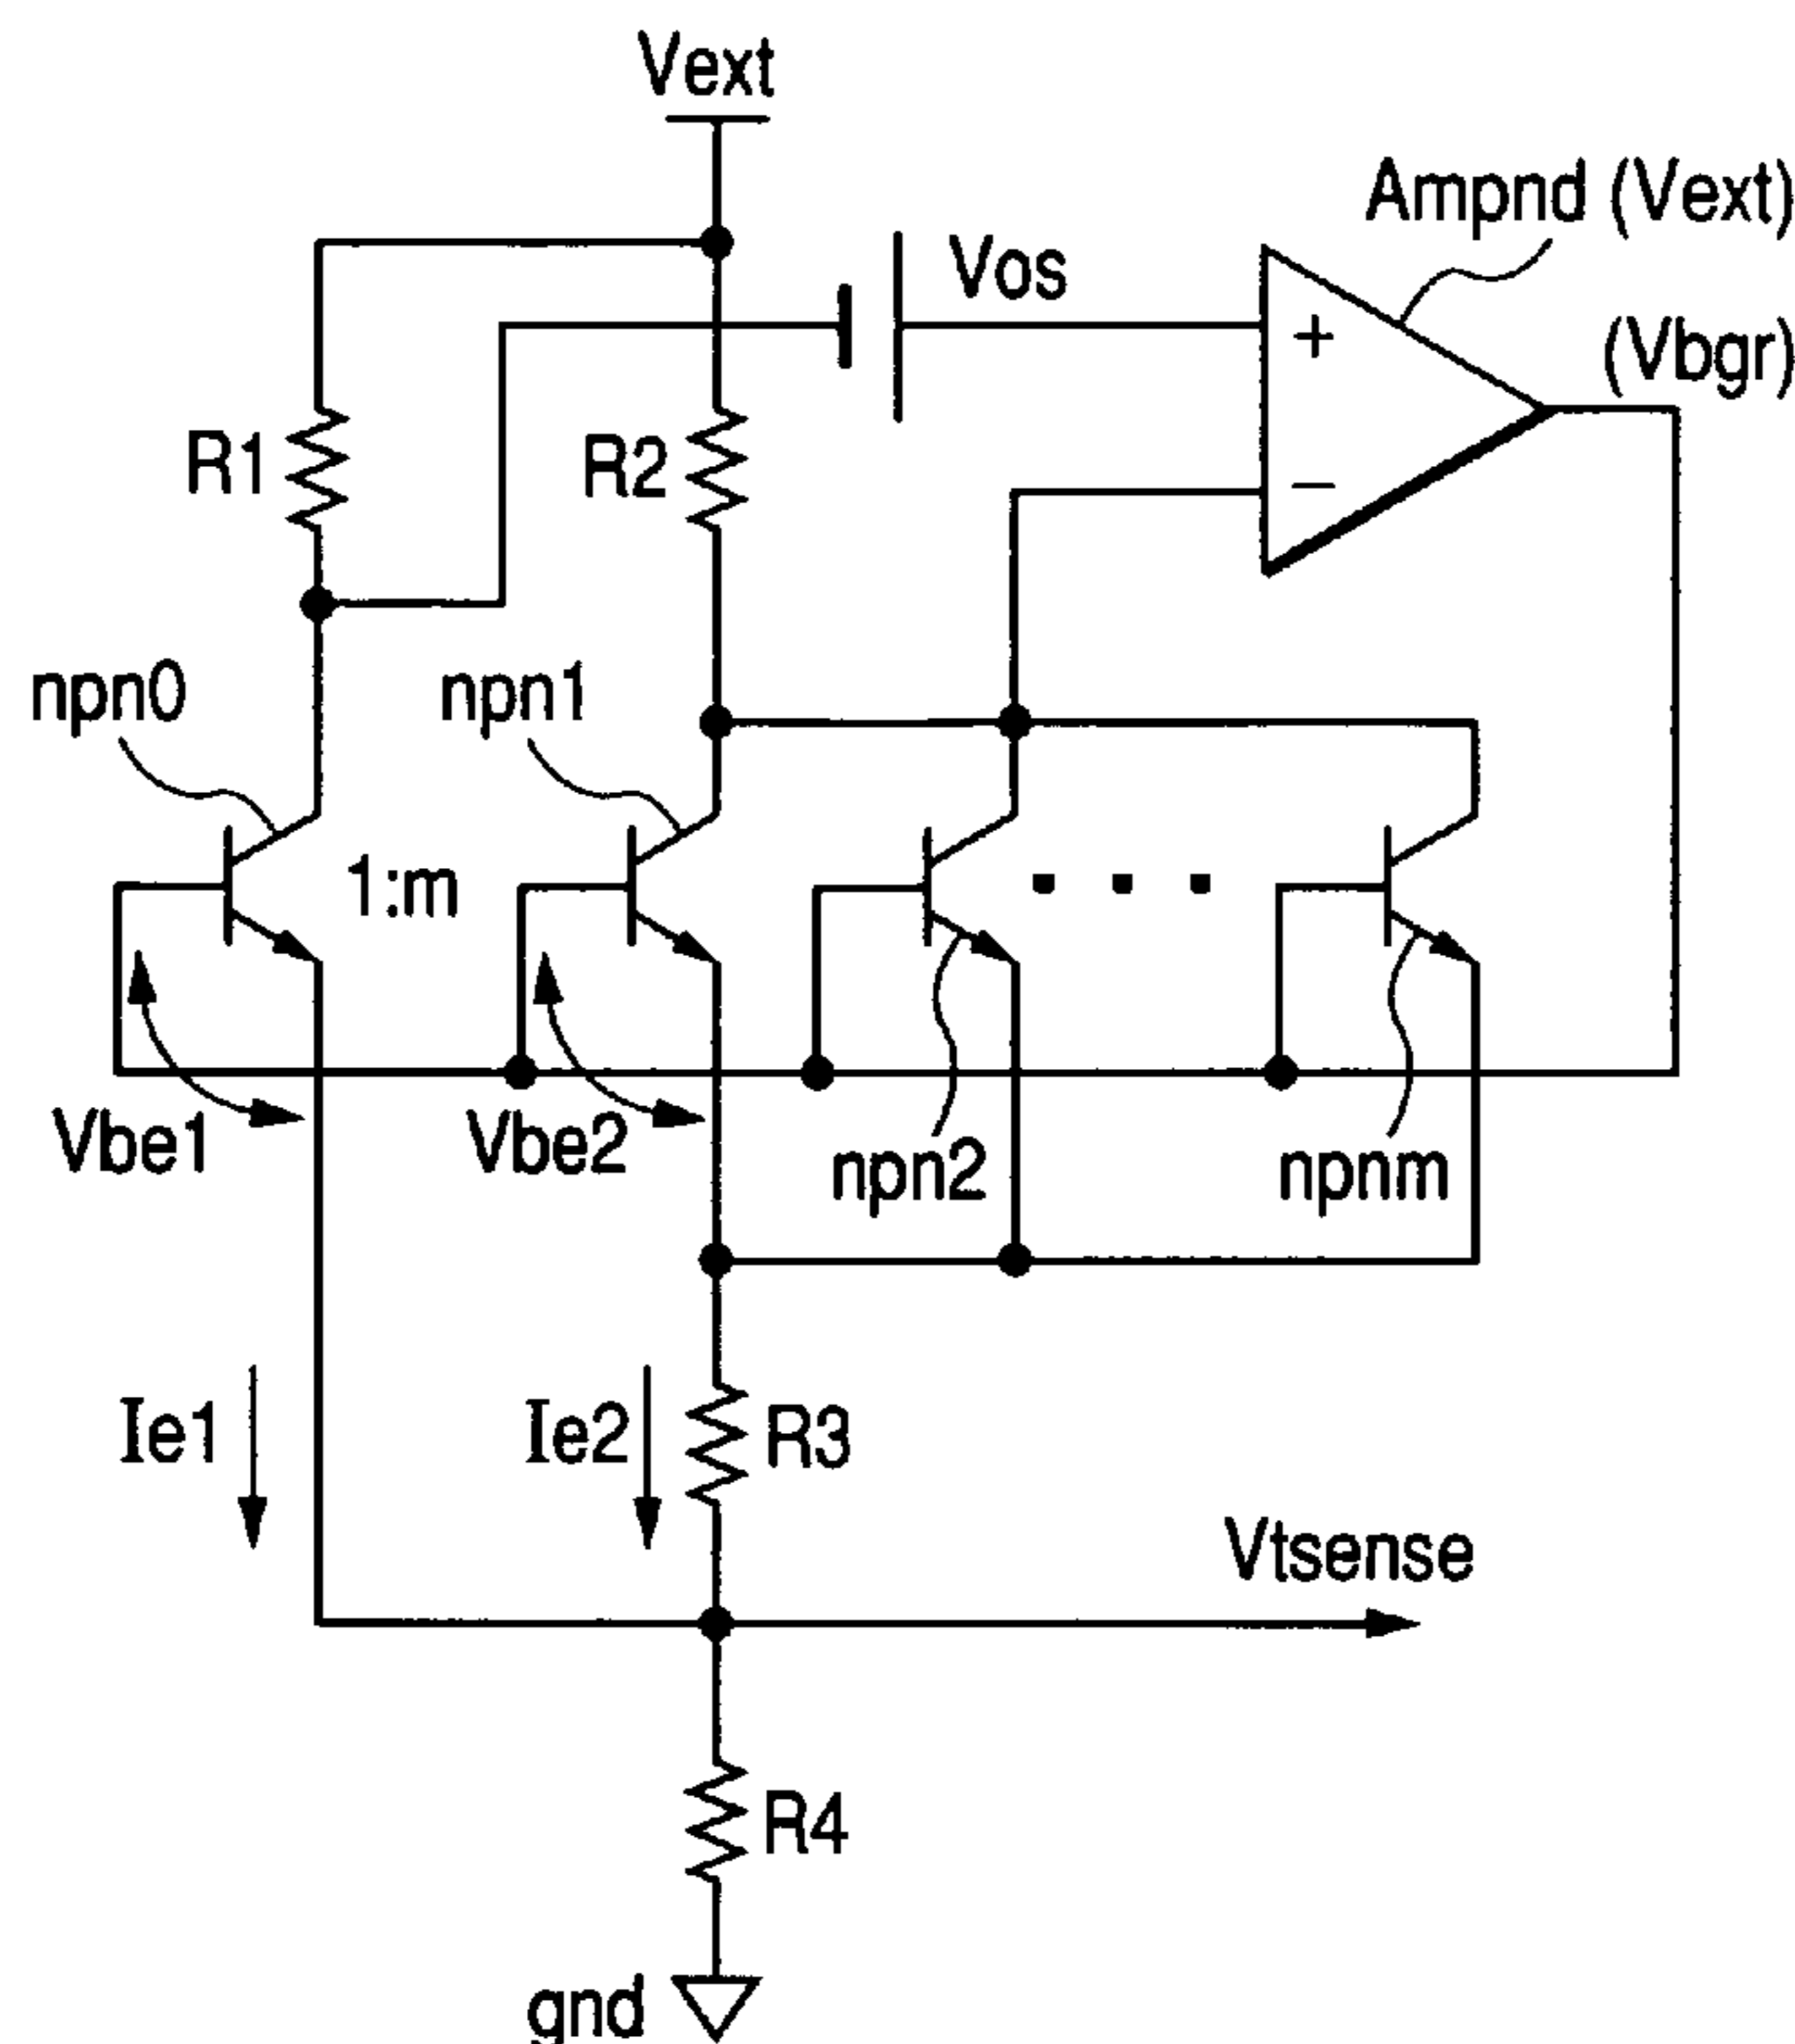 Vext
Ampnd (Vext)
Vos
(Vbgr)
+
R1
R2
−
npn0
npn1
1:m
Vbe1
Vbe2
npn2
npnm
Ie1
Ie2
R3
Vtsense
R4
gnd